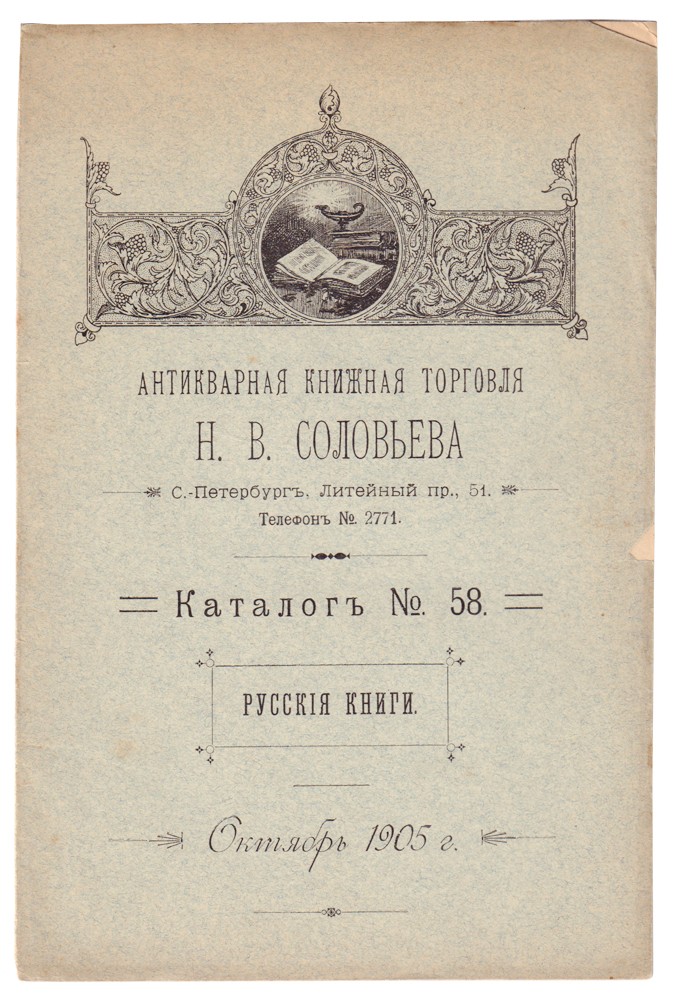 АНТИКВАРНАЯ КНИЖНАЯ ТОРГОВЛЯ
Н. В. СОЛОВЬЕВА
С.-Петербургъ, Литейный пр., 51.
Телефонъ №. 2771.
Каталогъ №. 58.
РУССКІЯ КНИГИ.
Октябрь 1905 г.